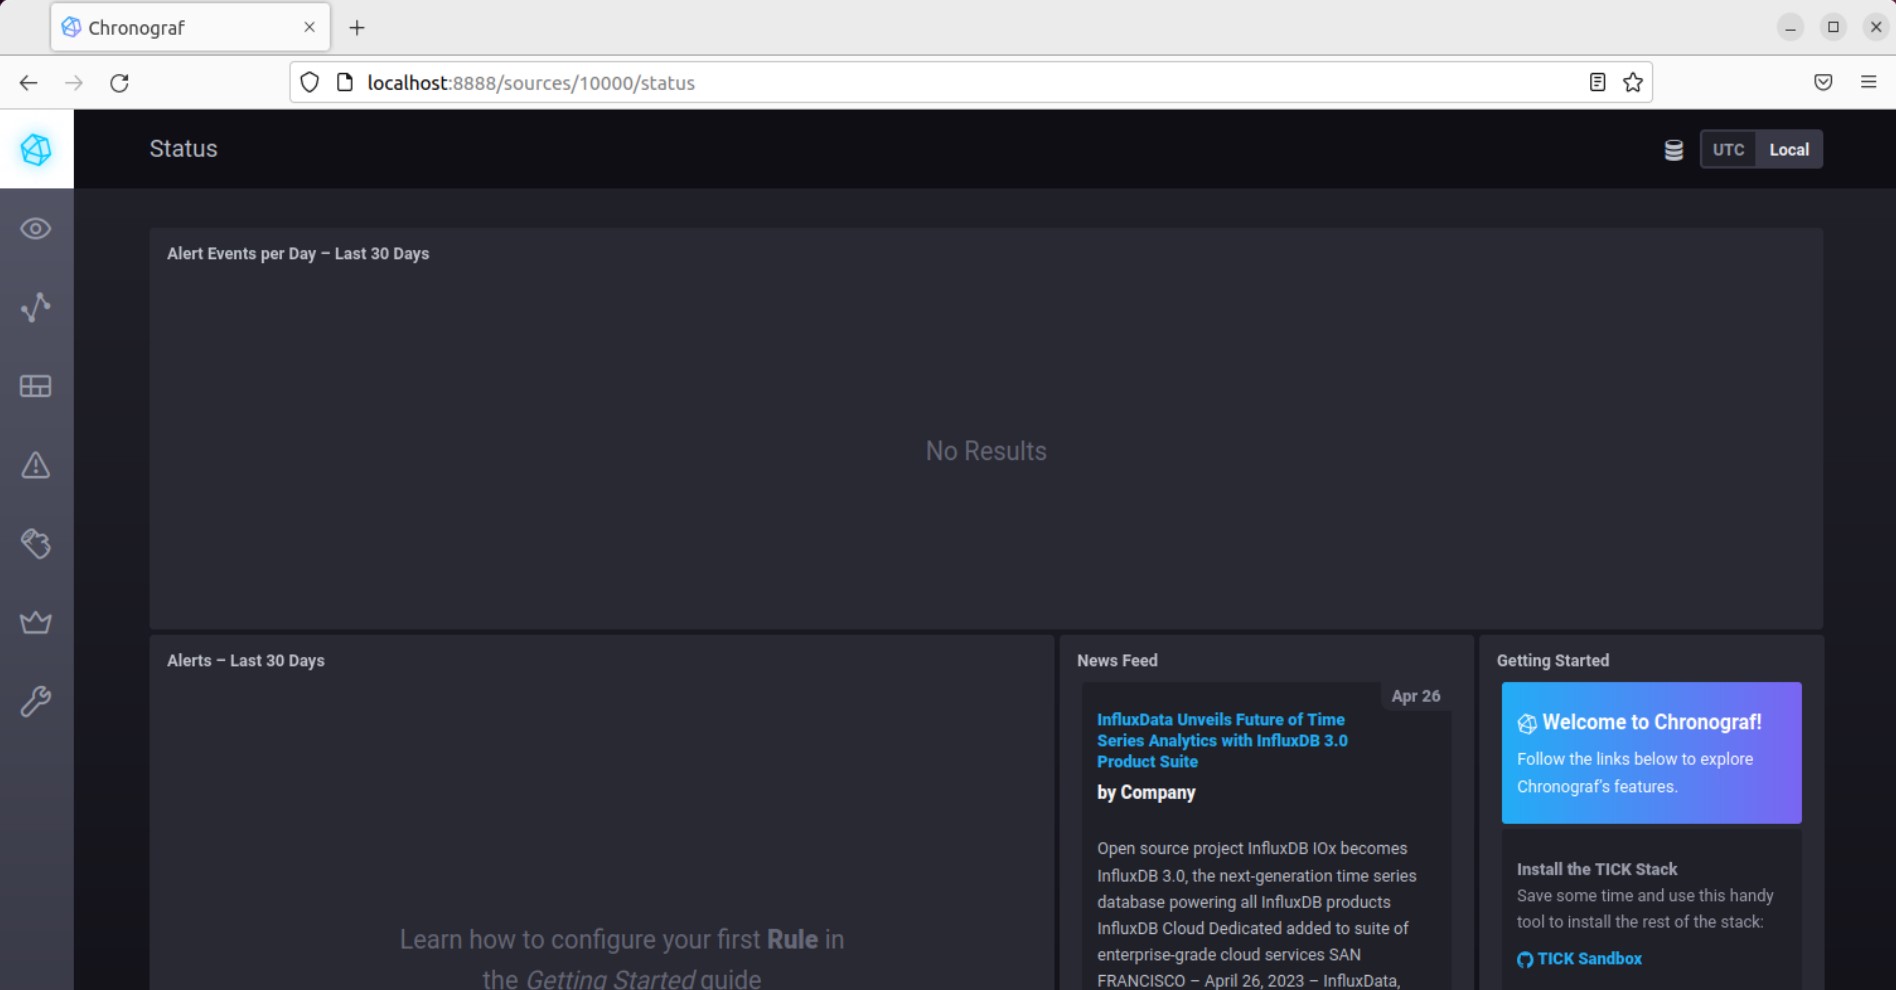 Chronograf
localhost:8888/sources/10000/status
Status
UTC Local
Alert Events per Day – Last 30 Days
No Results
Alerts – Last 30 Days
Learn how to configure your first Rule in
the Getting Started guide
News Feed
Apr 26
InfluxData Unveils Future of Time
Series Analytics with InfluxDB 3.0
Product Suite
by Company
Open source project InfluxDB IOx becomes
InfluxDB 3.0, the next-generation time series
database powering all InfluxDB products
InfluxDB Cloud Dedicated added to suite of
enterprise-grade cloud services SAN
FRANCISCO – April 26, 2023 – InfluxData,
Getting Started
Welcome to Chronograf!
Follow the links below to explore
Chronograf’s features.
Install the TICK Stack
Save some time and use this handy
tool to install the rest of the stack:
TICK Sandbox